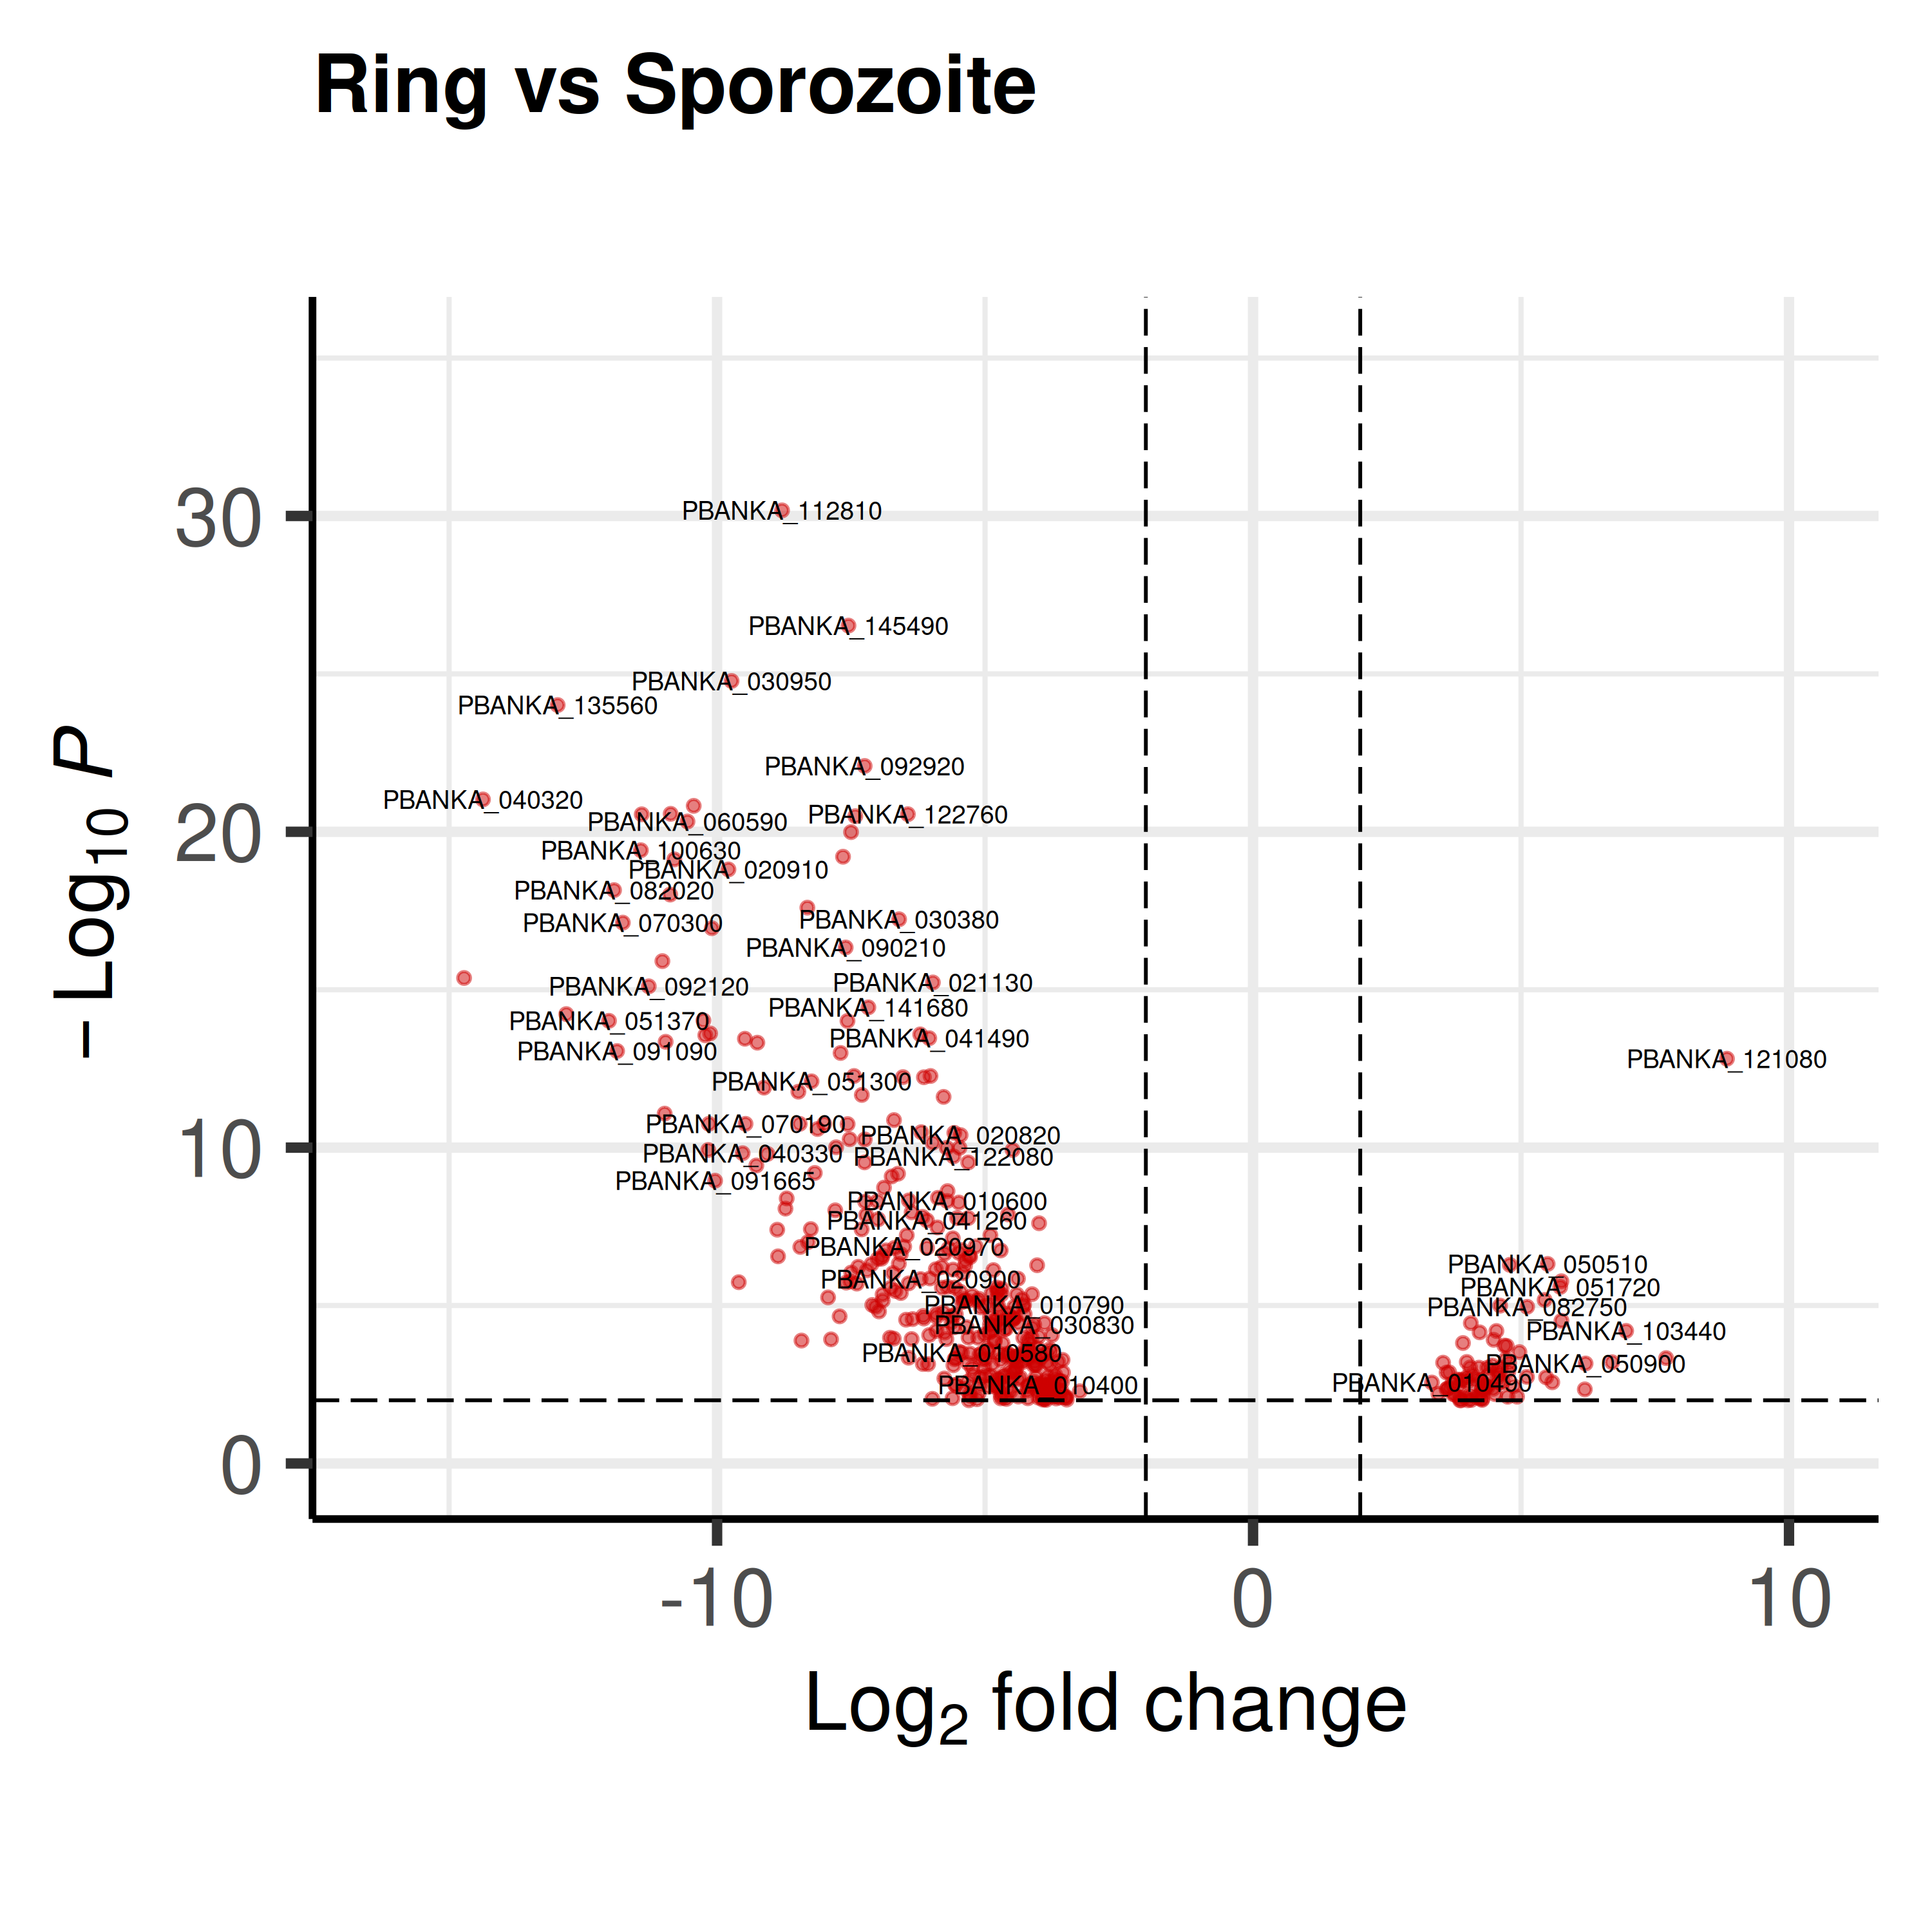 Ring vs Sporozoite
− Log10 P
30
20
10
0
PBANKA_112810
PBANKA_145490
PBANKA_030950
PBANKA_135560
PBANKA_092920
PBANKA_040320
PBANKA_060590
PBANKA_122760
PBANKA_100630
PBANKA_020910
PBANKA_082020
PBANKA_070300
PBANKA_030380
PBANKA_090210
PBANKA_092120
PBANKA_021130
PBANKA_141680
PBANKA_051370
PBANKA_041490
PBANKA_091090
PBANKA_121080
PBANKA_051300
PBANKA_070190
PBANKA_020820
PBANKA_040330
PBANKA_122080
PBANKA_091665
PBANKA_010600
PBANKA_041260
PBANKA_020970
PBANKA_050510
PBANKA_020900
PBANKA_051720
PBANKA_010790
PBANKA_082750
PBANKA_030830
PBANKA_103440
PBANKA_010580
PBANKA_050900
PBANKA_010400
PBANKA_010490
-10
0
10
Log2 fold change